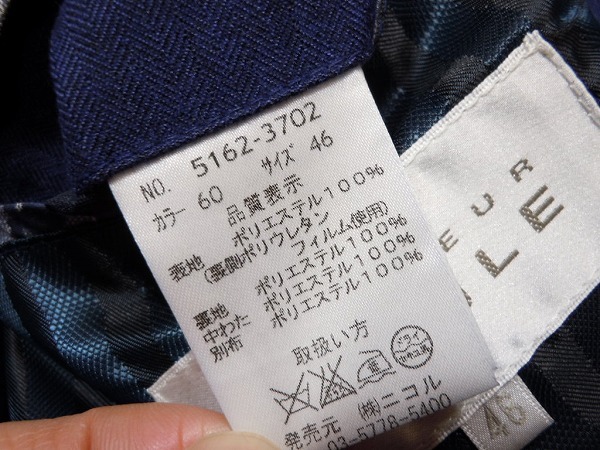 NO. 5162-3702
カラー 60 サイズ 46
品質表示
表地 ポリエステル100%
(裏側)ポリウレタン
フィルム(使用)
裏地 ポリエステル100%
中わた ポリエステル100%
別布 ポリエステル100%
取扱い方
ドライ
発売元 (株)ニコル
03-5778-5400
EUR
LE
46